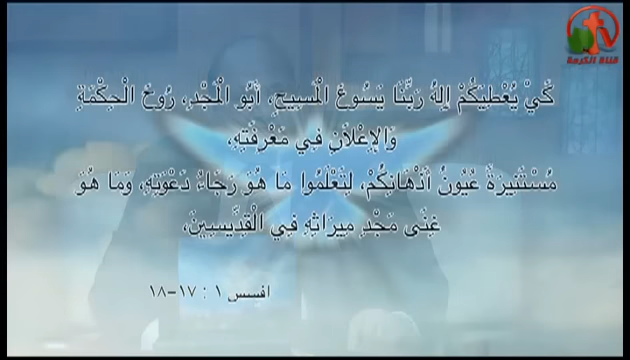 قناة الكرمة
كَيْ يُعْطِيَكُمْ إِلهُ رَبِّنَا يَسُوعَ الْمَسِيحِ، أَبُو الْمَجْدِ، رُوحَ الْحِكْمَةِ
وَالإِعْلاَنِ فِي مَعْرِفَتِهِ،
مُسْتَنِيرَةً عُيُونُ أَذْهَانِكُمْ، لِتَعْلَمُوا مَا هُوَ رَجَاءُ دَعْوَتِهِ، وَمَا هُوَ
غِنَى مَجْدِ مِيرَاثِهِ فِي الْقِدِّيسِينَ،
افسس ١ : ١٧-١٨